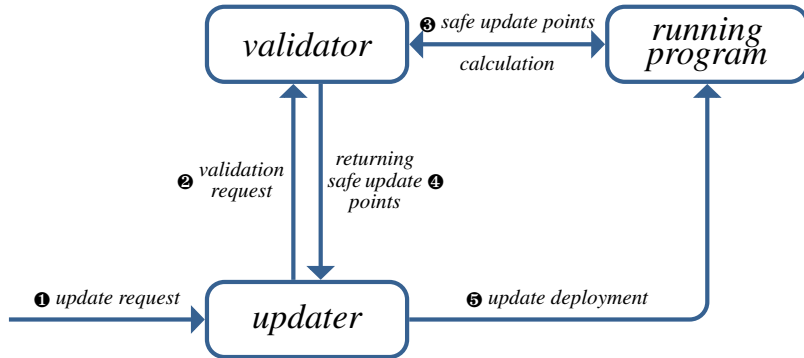 validator
❸ safe update points
calculation
running
program
❷ validation
request
returning
safe update ❹
points
❶ update request
updater
❺ update deployment